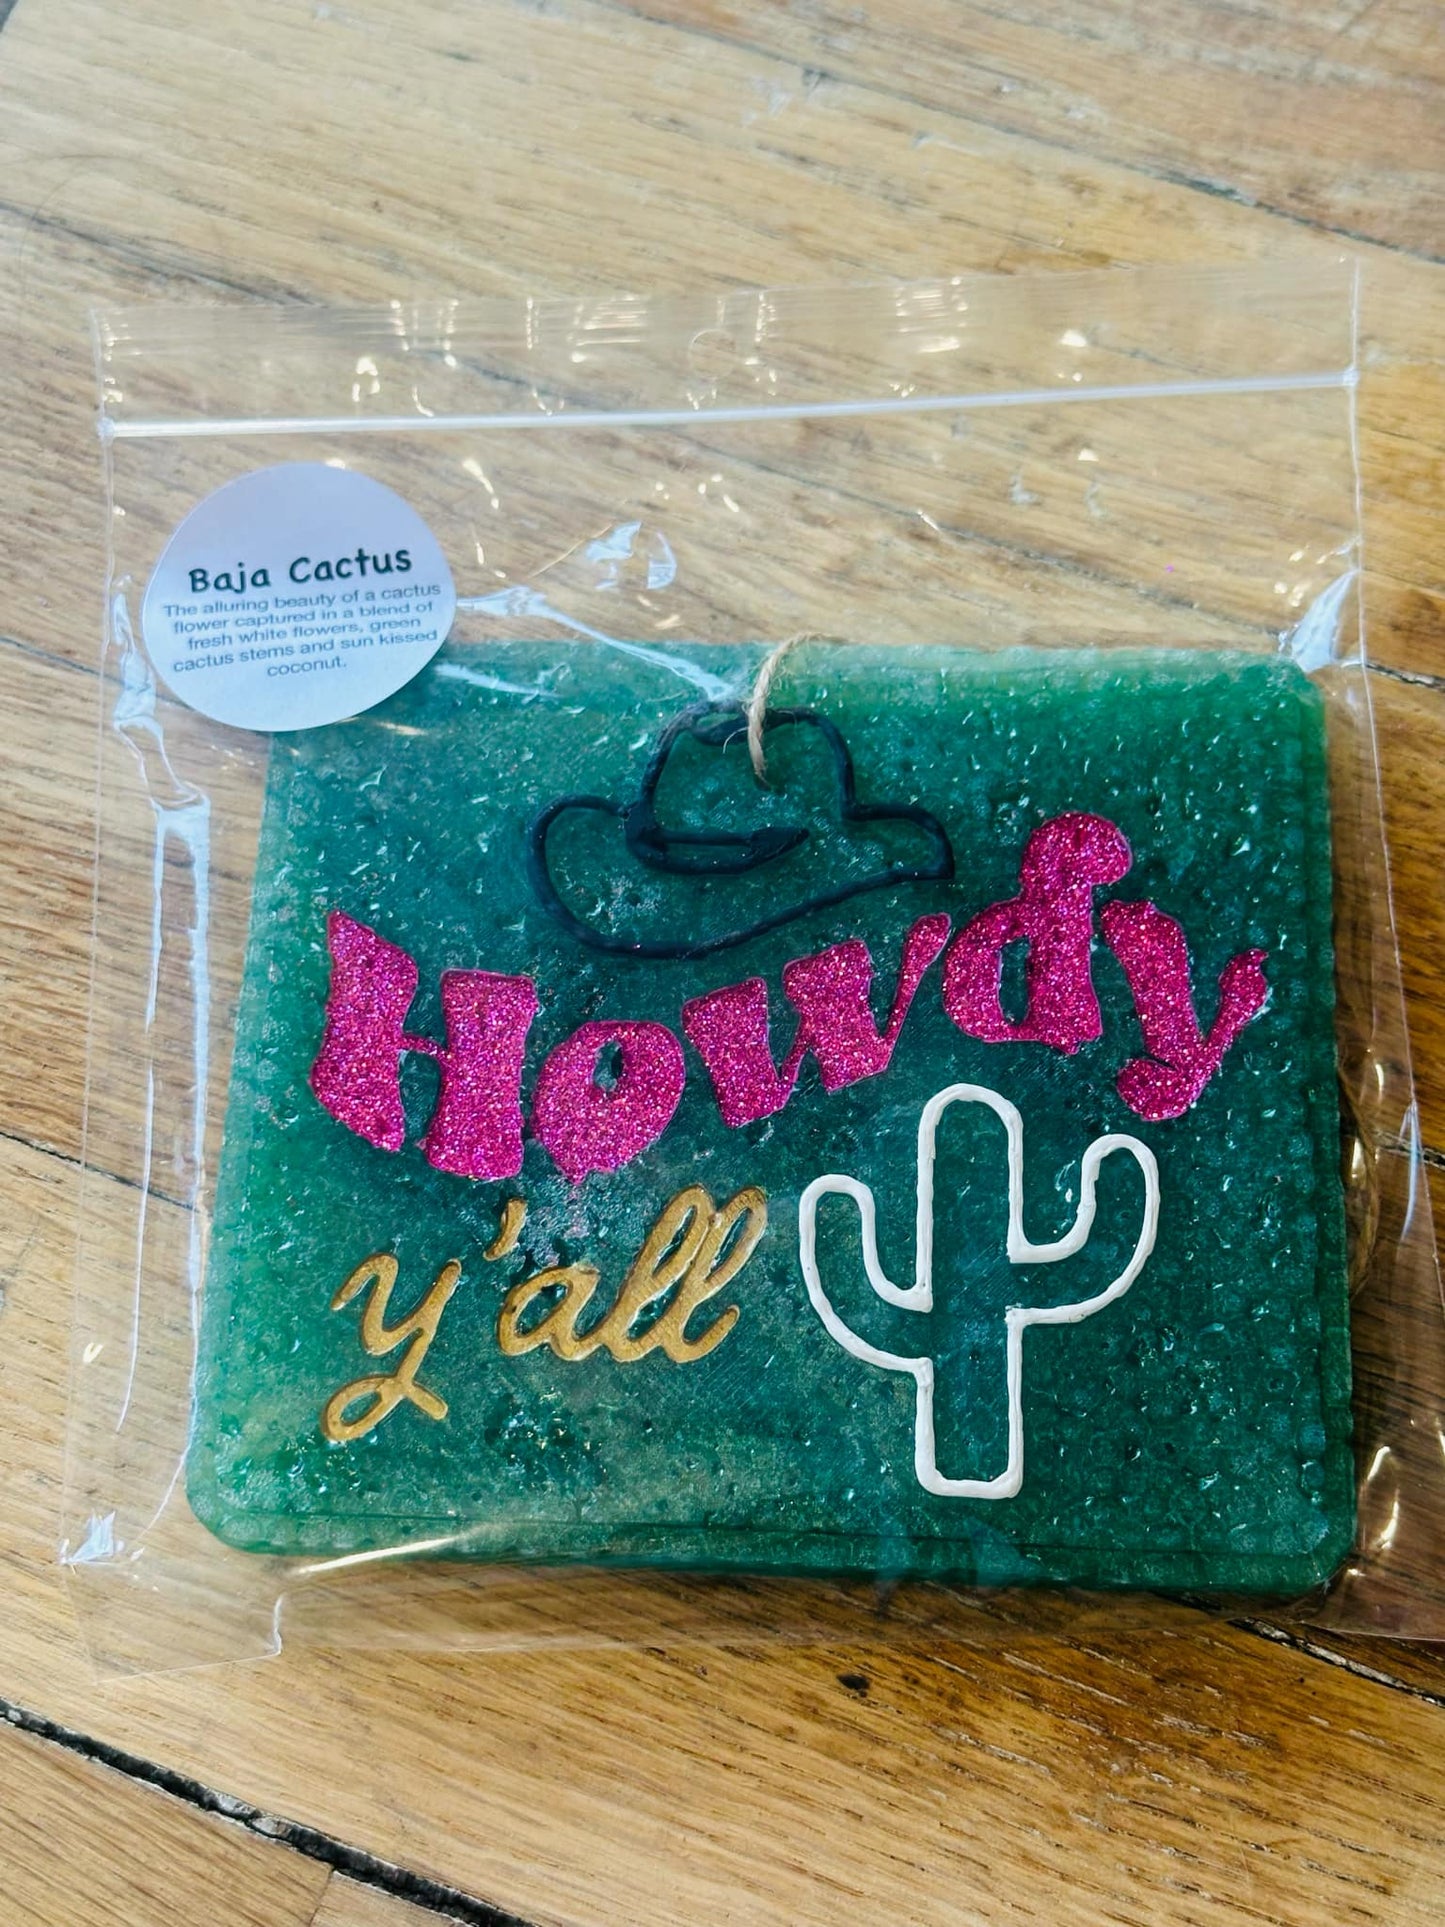 Baja Cactus
The alluring beauty of a cactus
flower captured in a blend of
fresh white flowers, green
cactus stems and sun kissed
coconut.
Howdy
y'all